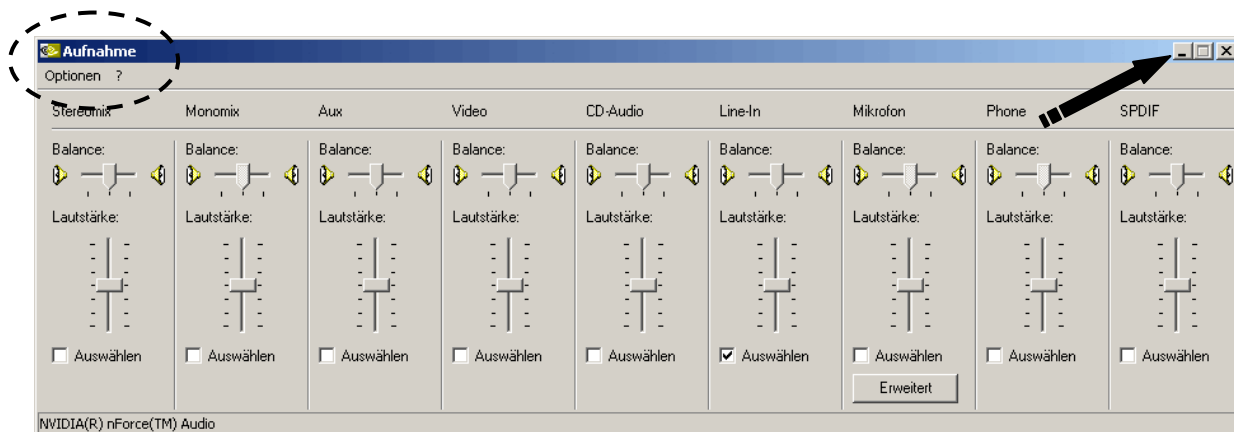 Aufnahme
Optionen ?
Stereomix Monomix Aux Video CD-Audio Line-In Mikrofon Phone SPDIF
Balance: Balance: Balance: Balance: Balance: Balance: Balance: Balance: Balance:
Lautstärke: Lautstärke: Lautstärke: Lautstärke: Lautstärke: Lautstärke: Lautstärke: Lautstärke: Lautstärke:
Auswählen Auswählen Auswählen Auswählen Auswählen Auswählen Auswählen Auswählen Auswählen
Erweitert
NVIDIA(R) nForce(TM) Audio